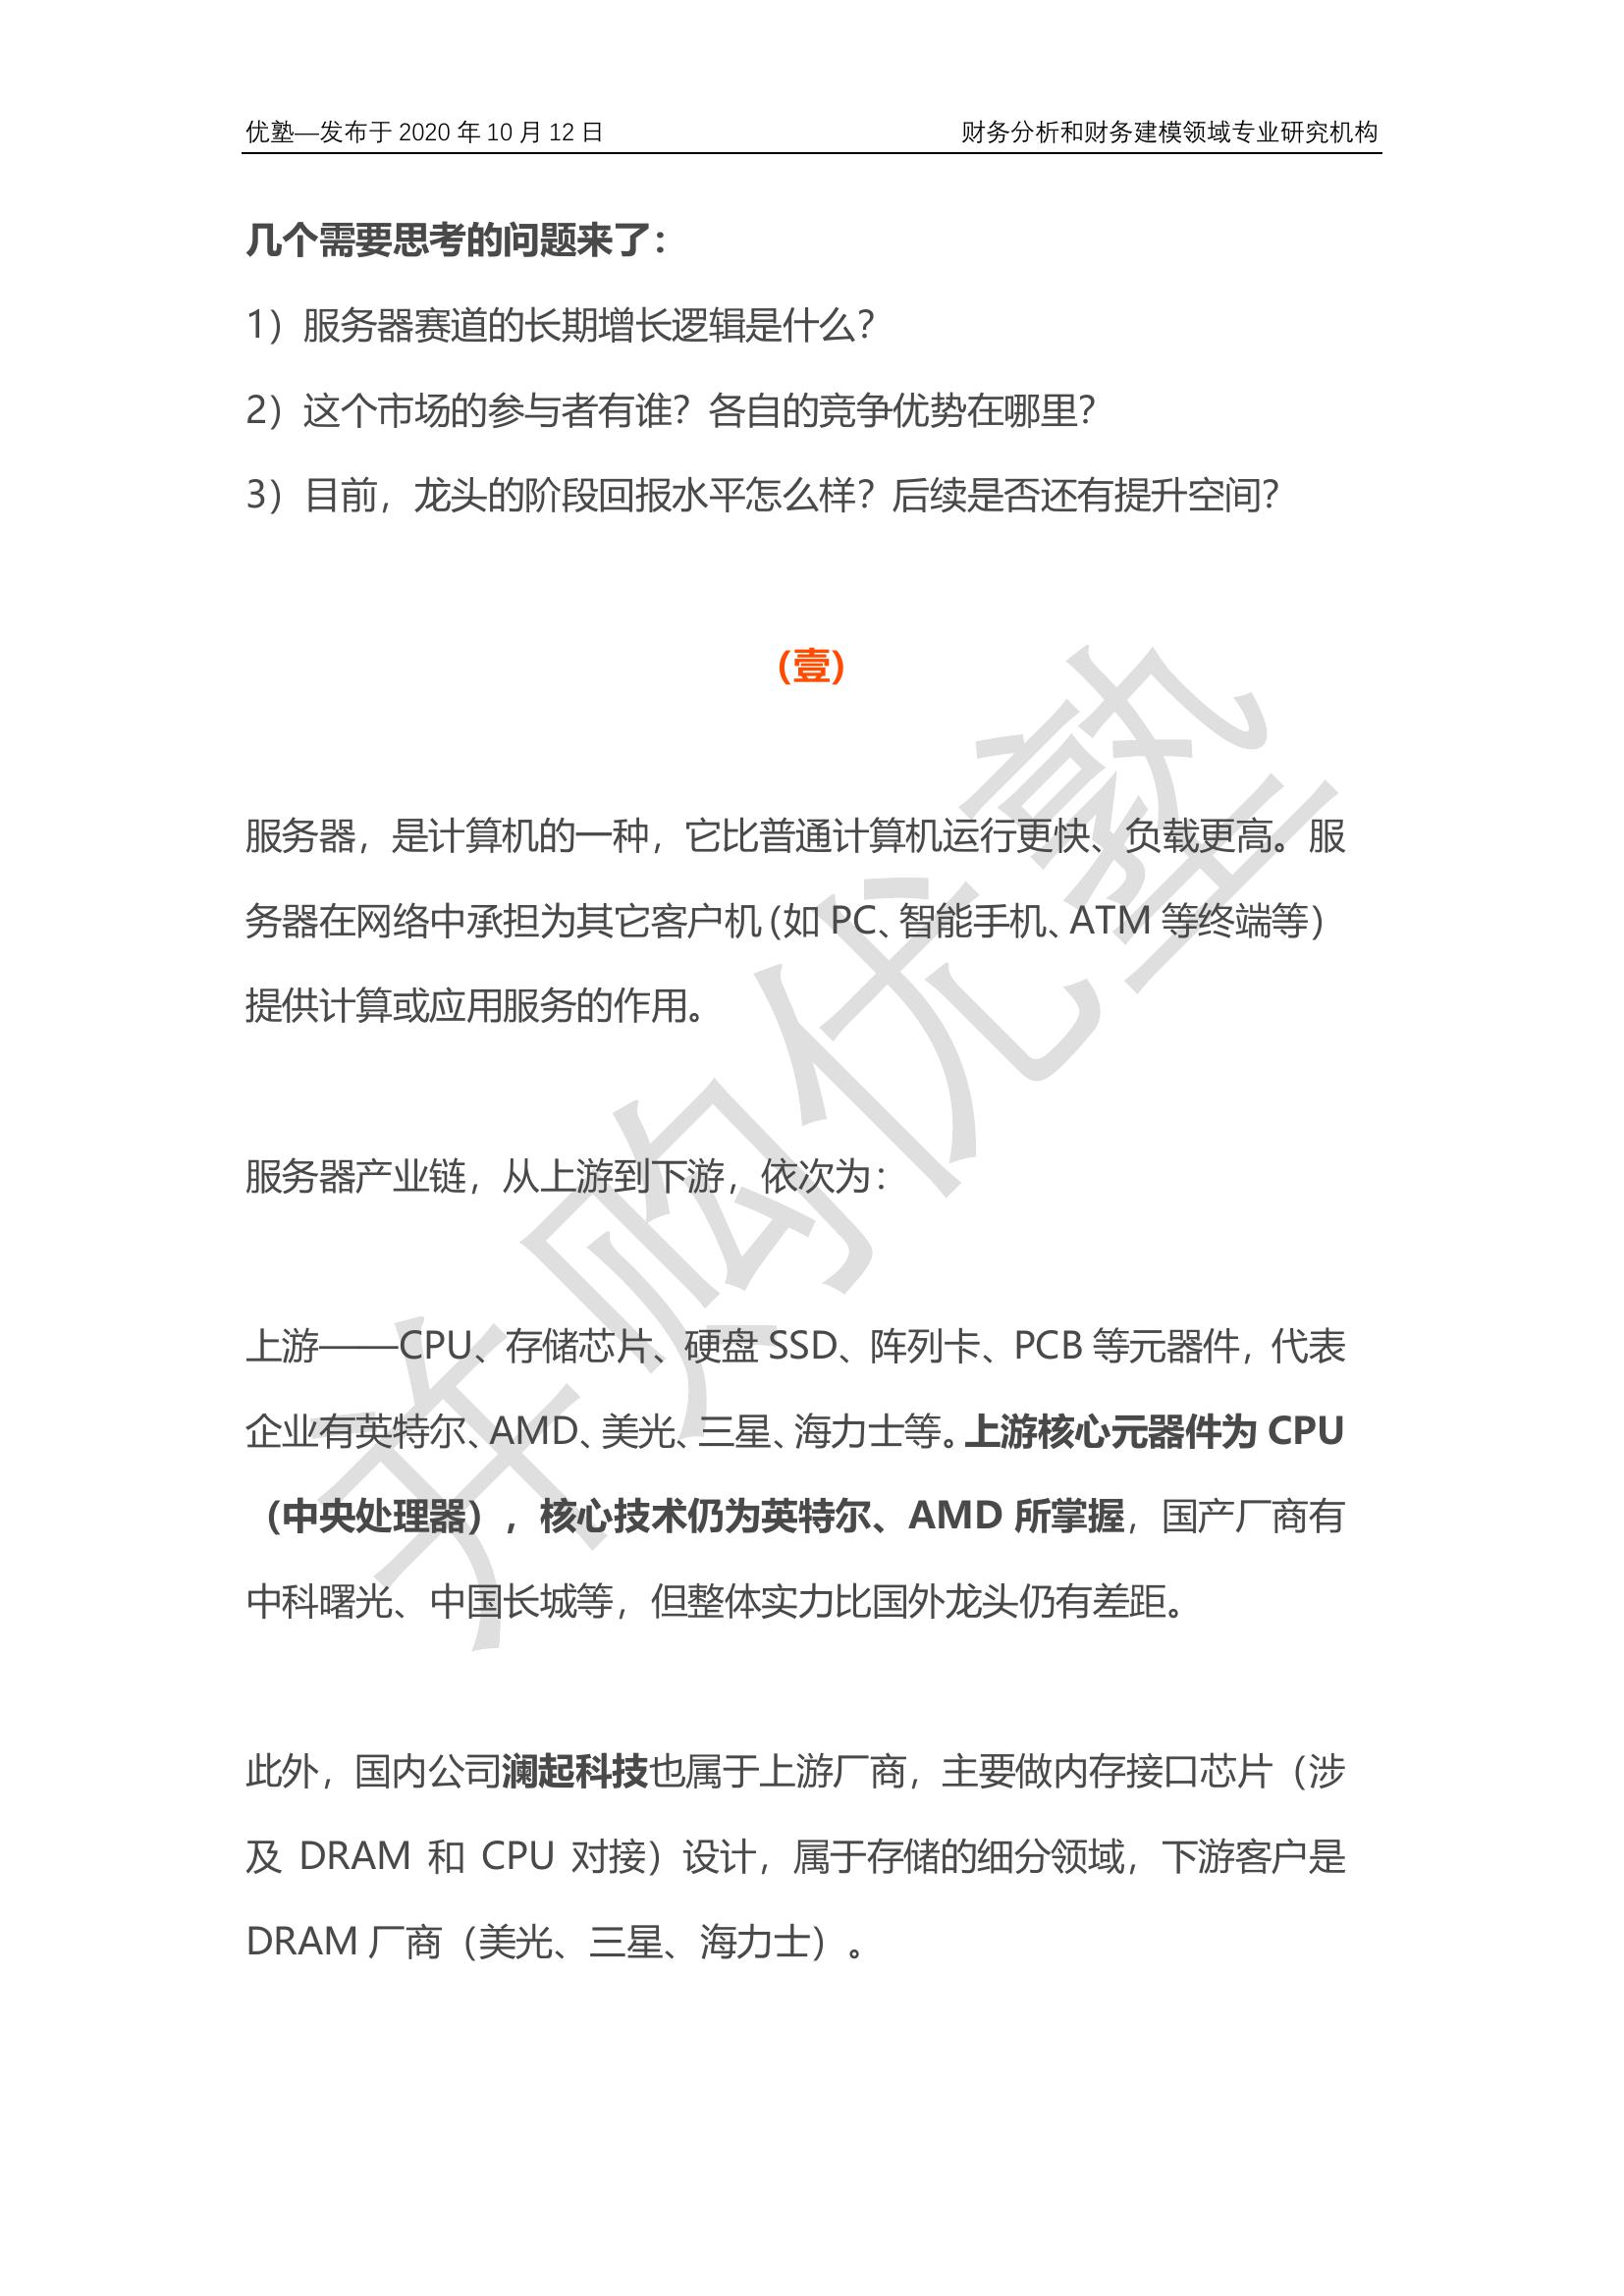 优塾—发布于 2020 年 10 月 12 日 财务分析和财务建模领域专业研究机构
几个需要思考的问题来了：
1）服务器赛道的长期增长逻辑是什么？
2）这个市场的参与者有谁？各自的竞争优势在哪里？
3）目前，龙头的阶段回报水平怎么样？后续是否还有提升空间？
(壹)
服务器，是计算机的一种，它比普通计算机运行更快、负载更高。服
务器在网络中承担为其它客户机（如 PC、智能手机、ATM 等终端等）
提供计算或应用服务的作用。
服务器产业链，从上游到下游，依次为：
上游——CPU、存储芯片、硬盘 SSD、阵列卡、PCB 等元器件，代表
企业有英特尔、AMD、美光、三星、海力士等。上游核心元器件为 CPU
（中央处理器），核心技术仍为英特尔、AMD 所掌握，国产厂商有
中科曙光、中国长城等，但整体实力比国外龙头仍有差距。
此外，国内公司澜起科技也属于上游厂商，主要做内存接口芯片（涉
及 DRAM 和 CPU 对接）设计，属于存储的细分领域，下游客户是
DRAM 厂商（美光、三星、海力士）。
购优塾